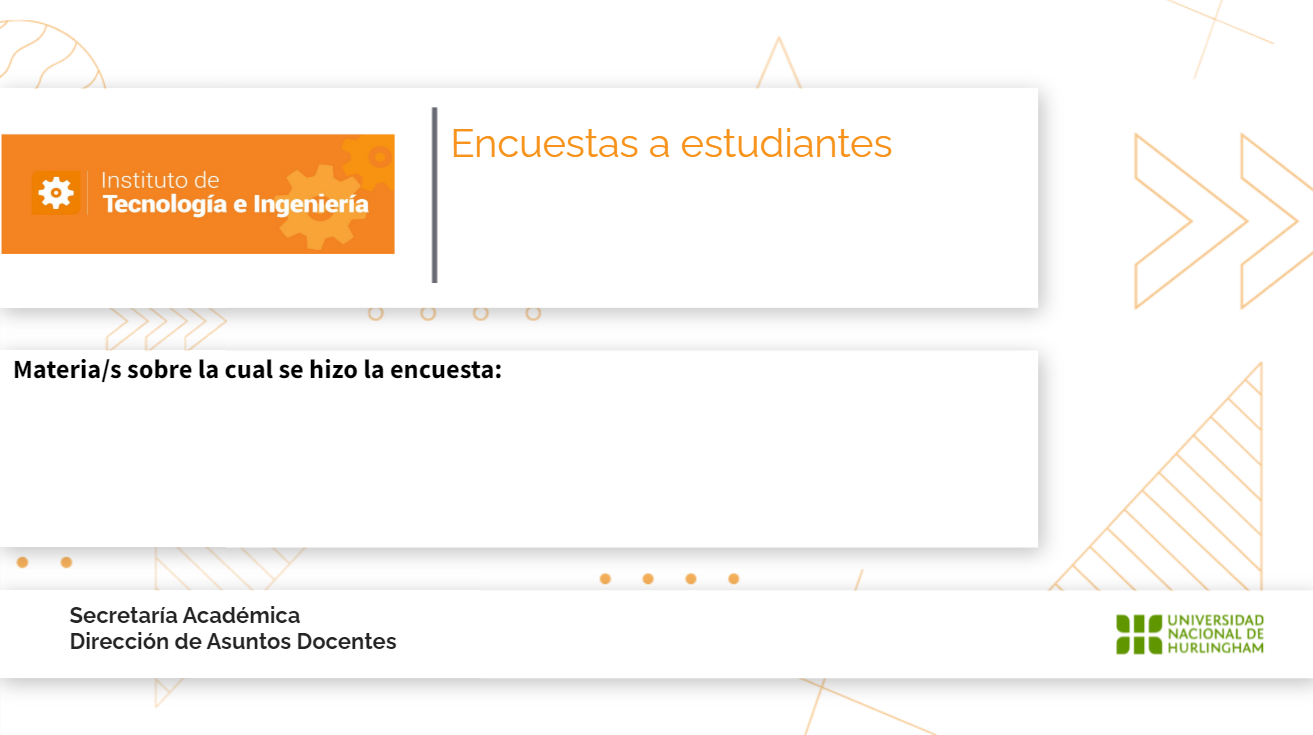 Encuestas a estudiantes
Instituto de
Tecnología e Ingeniería
Materia/s sobre la cual se hizo la encuesta:
Secretaría Académica
Dirección de Asuntos Docentes
UNIVERSIDAD
NACIONAL DE
HURLINGHAM